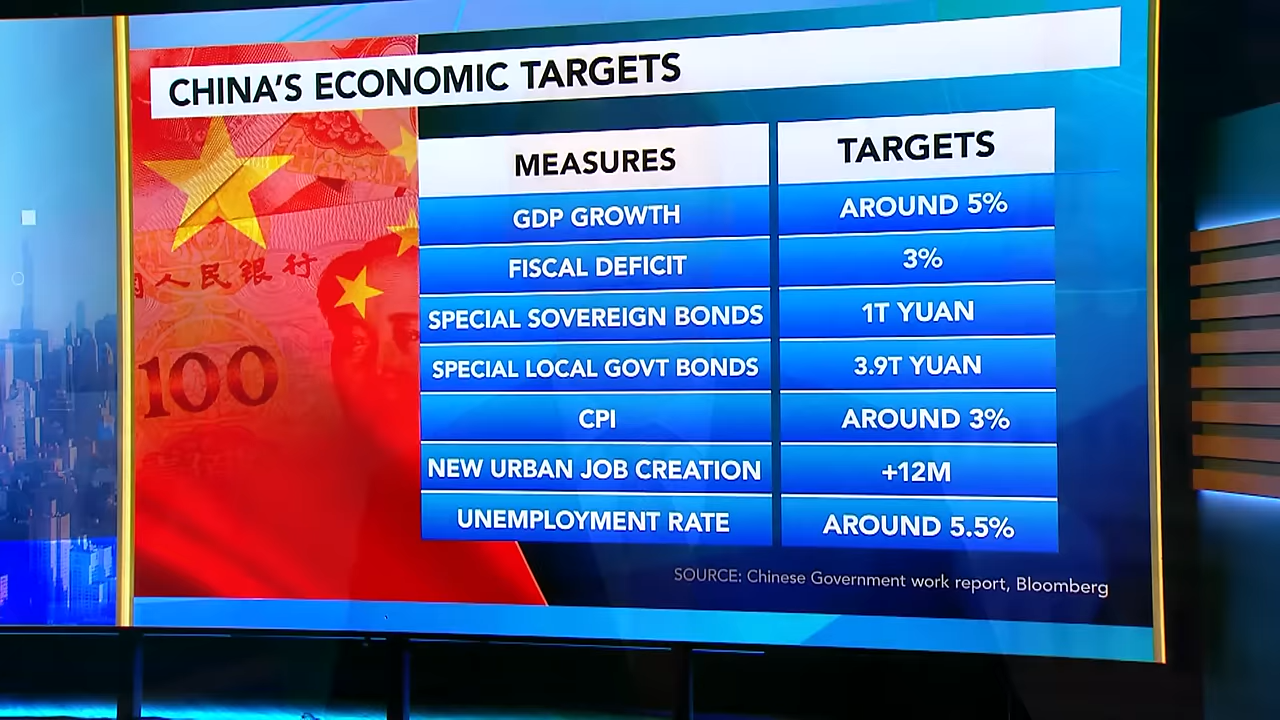 CHINA'S ECONOMIC TARGETS
MEASURES TARGETS
GDP GROWTH AROUND 5%
FISCAL DEFICIT 3%
SPECIAL SOVEREIGN BONDS 1T YUAN
SPECIAL LOCAL GOVT BONDS 3.9T YUAN
CPI AROUND 3%
NEW URBAN JOB CREATION +12M
UNEMPLOYMENT RATE AROUND 5.5%
SOURCE: Chinese Government work report, Bloomberg
人民银行
100